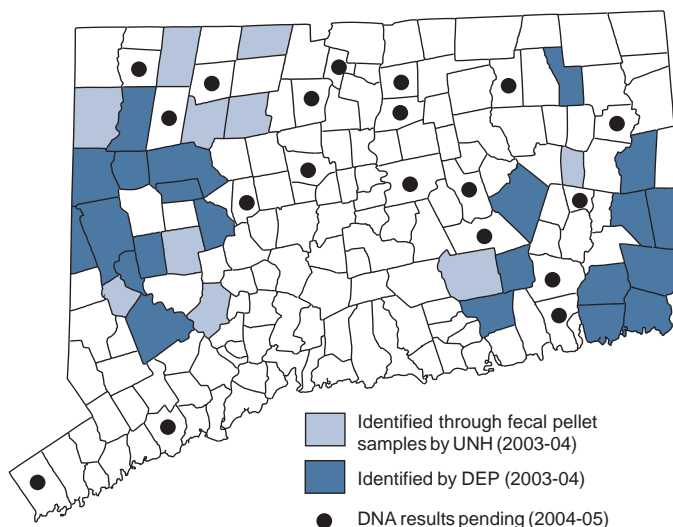 Identified through fecal pellet
samples by UNH (2003-04)
Identified by DEP (2003-04)
DNA results pending (2004-05)